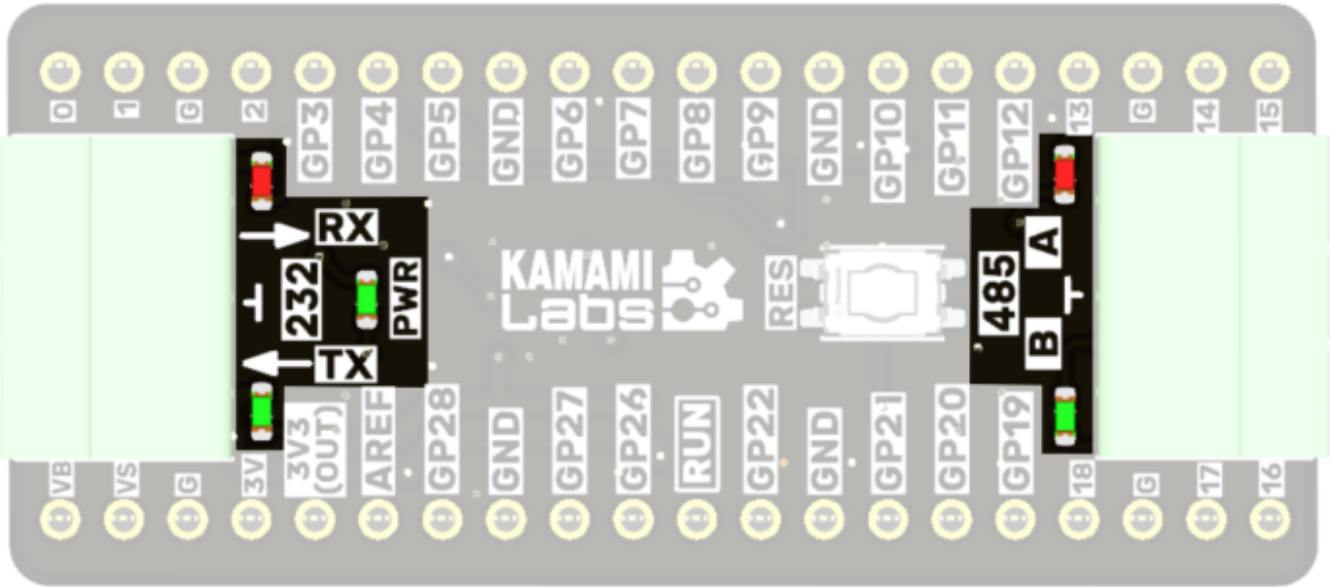 0
1
G
2
GP3
GP4
GP5
GND
GP6
GP7
GP8
GP9
GND
GP10
GP11
GP12
13
G
14
15
RX
232
PWR
TX
KAMAMI
Labs
RES
485
A
B
VB
VS
G
3V
3V3
(OUT)
AREF
GP28
GND
GP27
GP26
RUN
GP22
GND
GP21
GP20
GP19
18
G
17
16